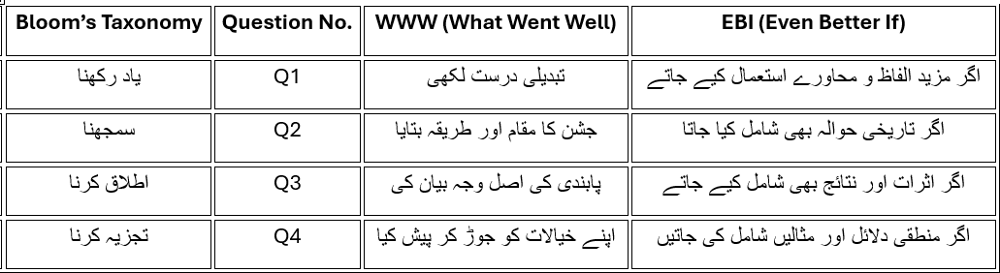 Bloom’s Taxonomy Question No. WWW (What Went Well) EBI (Even Better If)
یاد رکھنا Q1 تبدیلی درست لکھی اگر مزید الفاظ و محاورے استعمال کیے جاتے
سمجھنا Q2 جشن کا مقام اور طریقہ بتایا اگر تاریخی حوالہ بھی شامل کیا جاتا
اطلاق کرنا Q3 پابندی کی اصل وجہ بیان کی اگر اثرات اور نتائج بھی شامل کیے جاتے
تجزیہ کرنا Q4 اپنے خیالات کو جوڑ کر پیش کیا اگر منطقی دلائل اور مثالیں شامل کی جاتیں